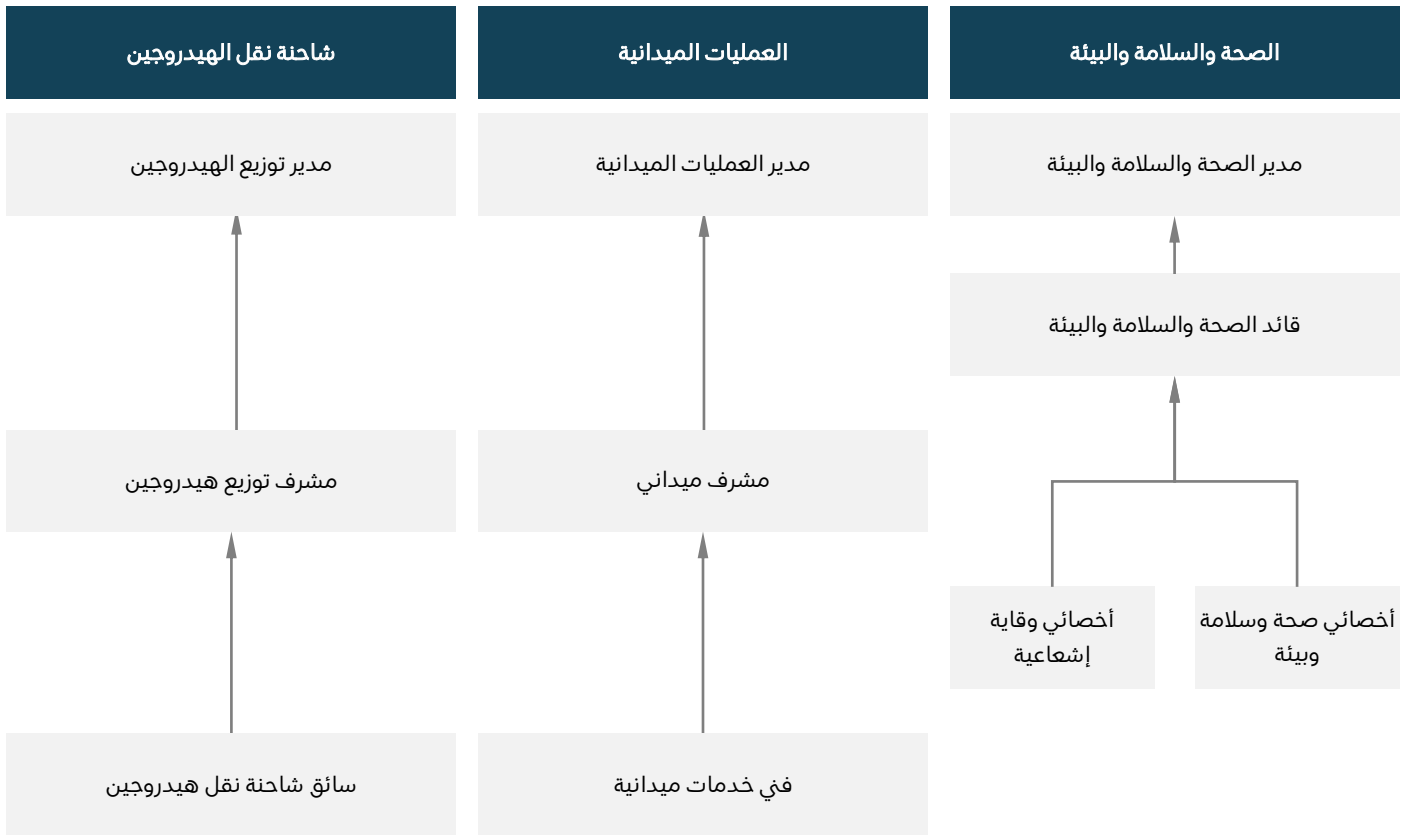 الصحة والسلامة والبيئة
العمليات الميدانية
شاحنة نقل الهيدروجين
مدير الصحة والسلامة والبيئة
مدير العمليات الميدانية
مدير توزيع الهيدروجين
قائد الصحة والسلامة والبيئة
مشرف ميداني
مشرف توزيع هيدروجين
أخصائي صحة وسلامة
وبيئة
أخصائي وقاية
إشعاعية
فني خدمات ميدانية
سائق شاحنة نقل هيدروجين